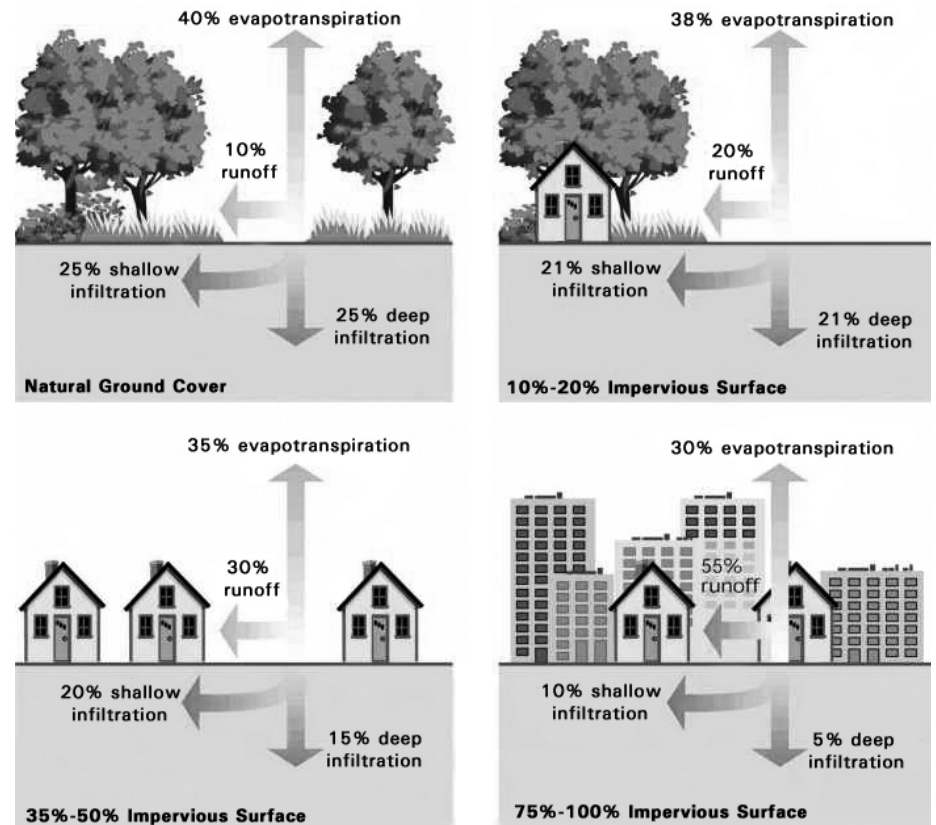 40% evapotranspiration
10%
runoff
25% shallow
infiltration
25% deep
infiltration
Natural Ground Cover
38% evapotranspiration
20%
runoff
21% shallow
infiltration
21% deep
infiltration
10%-20% Impervious Surface
35% evapotranspiration
30%
runoff
20% shallow
infiltration
15% deep
infiltration
35%-50% Impervious Surface
30% evapotranspiration
55%
runoff
10% shallow
infiltration
5% deep
infiltration
75%-100% Impervious Surface